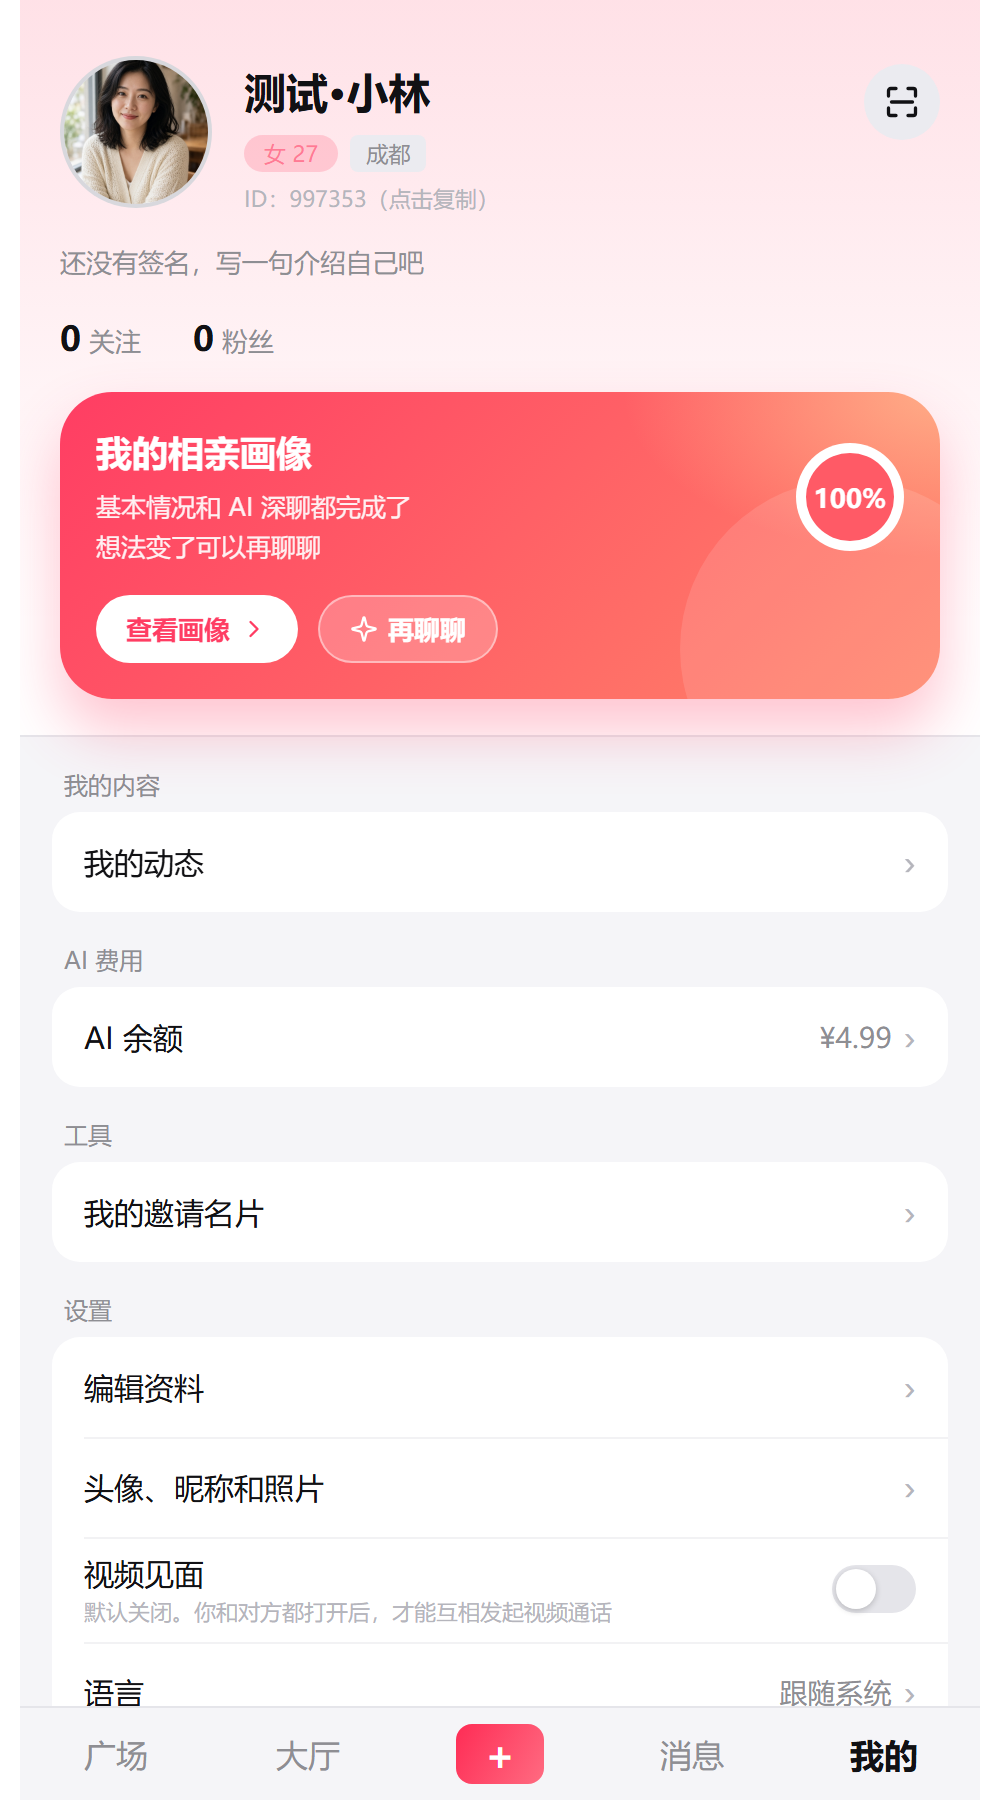 测试·小林
女 27
成都
ID：997353（点击复制）
还没有签名，写一句介绍自己吧
0 关注
0 粉丝
我的相亲画像
基本情况和 AI 深聊都完成了
想法变了可以再聊聊
100%
查看画像
再聊聊
我的内容
我的动态
AI 费用
AI 余额
¥4.99
工具
我的邀请名片
设置
编辑资料
头像、昵称和照片
视频见面
默认关闭。你和对方都打开后，才能互相发起视频通话
语言
跟随系统
广场
大厅
+
消息
我的